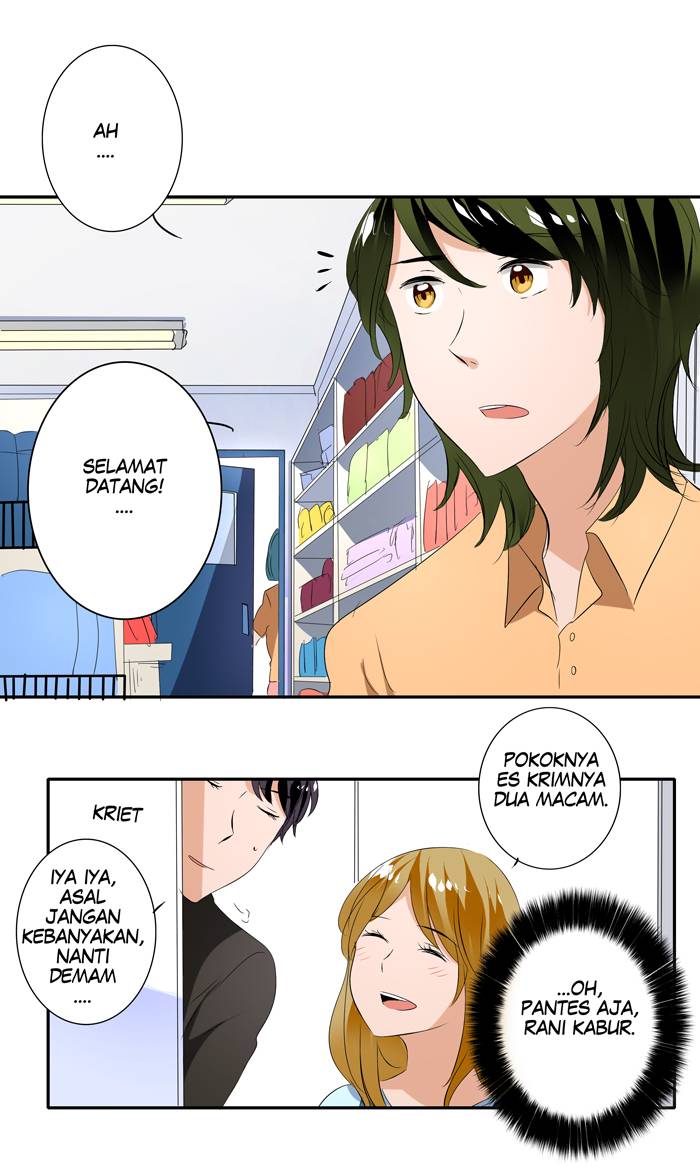 AH
....
SELAMAT
DATANG!
....
POKOKNYA
ES KRIMNYA
DUA MACAM.
KRIET
IYA IYA,
ASAL
JANGAN
KEBANYAKAN,
NANTI
DEMAM
....
...OH,
PANTES AJA,
RANI KABUR.